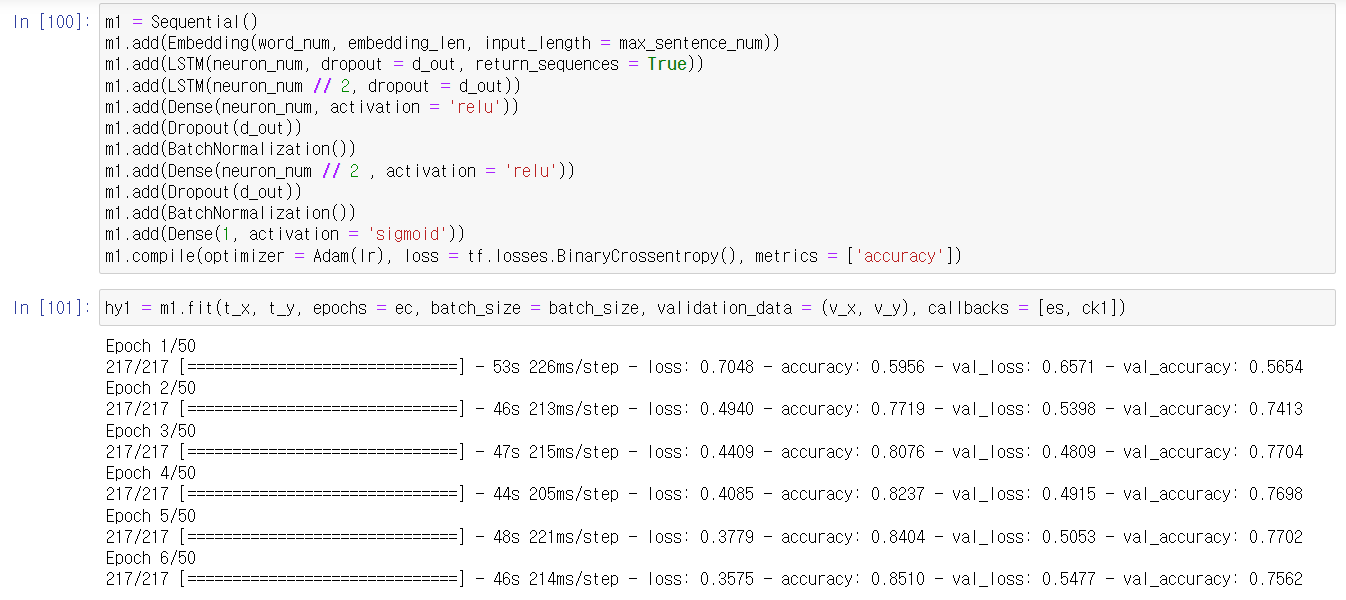 In [100]: m1 = Sequential()
m1.add(Embedding(word_num, embedding_len, input_length = max_sentence_num))
m1.add(LSTM(neuron_num, dropout = d_out, return_sequences = True))
m1.add(LSTM(neuron_num // 2, dropout = d_out))
m1.add(Dense(neuron_num, activation = 'relu'))
m1.add(Dropout(d_out))
m1.add(BatchNormalization())
m1.add(Dense(neuron_num // 2 , activation = 'relu'))
m1.add(Dropout(d_out))
m1.add(BatchNormalization())
m1.add(Dense(1, activation = 'sigmoid'))
m1.compile(optimizer = Adam(lr), loss = tf.losses.BinaryCrossentropy(), metrics = ['accuracy'])
In [101]: hy1 = m1.fit(t_x, t_y, epochs = ec, batch_size = batch_size, validation_data = (v_x, v_y), callbacks = [es, ck1])
Epoch 1/50
217/217 [==============================] - 53s 226ms/step - loss: 0.7048 - accuracy: 0.5956 - val_loss: 0.6571 - val_accuracy: 0.5654
Epoch 2/50
217/217 [==============================] - 46s 213ms/step - loss: 0.4940 - accuracy: 0.7719 - val_loss: 0.5398 - val_accuracy: 0.7413
Epoch 3/50
217/217 [==============================] - 47s 215ms/step - loss: 0.4409 - accuracy: 0.8076 - val_loss: 0.4809 - val_accuracy: 0.7704
Epoch 4/50
217/217 [==============================] - 44s 205ms/step - loss: 0.4085 - accuracy: 0.8237 - val_loss: 0.4915 - val_accuracy: 0.7698
Epoch 5/50
217/217 [==============================] - 48s 221ms/step - loss: 0.3779 - accuracy: 0.8404 - val_loss: 0.5053 - val_accuracy: 0.7702
Epoch 6/50
217/217 [==============================] - 46s 214ms/step - loss: 0.3575 - accuracy: 0.8510 - val_loss: 0.5477 - val_accuracy: 0.7562